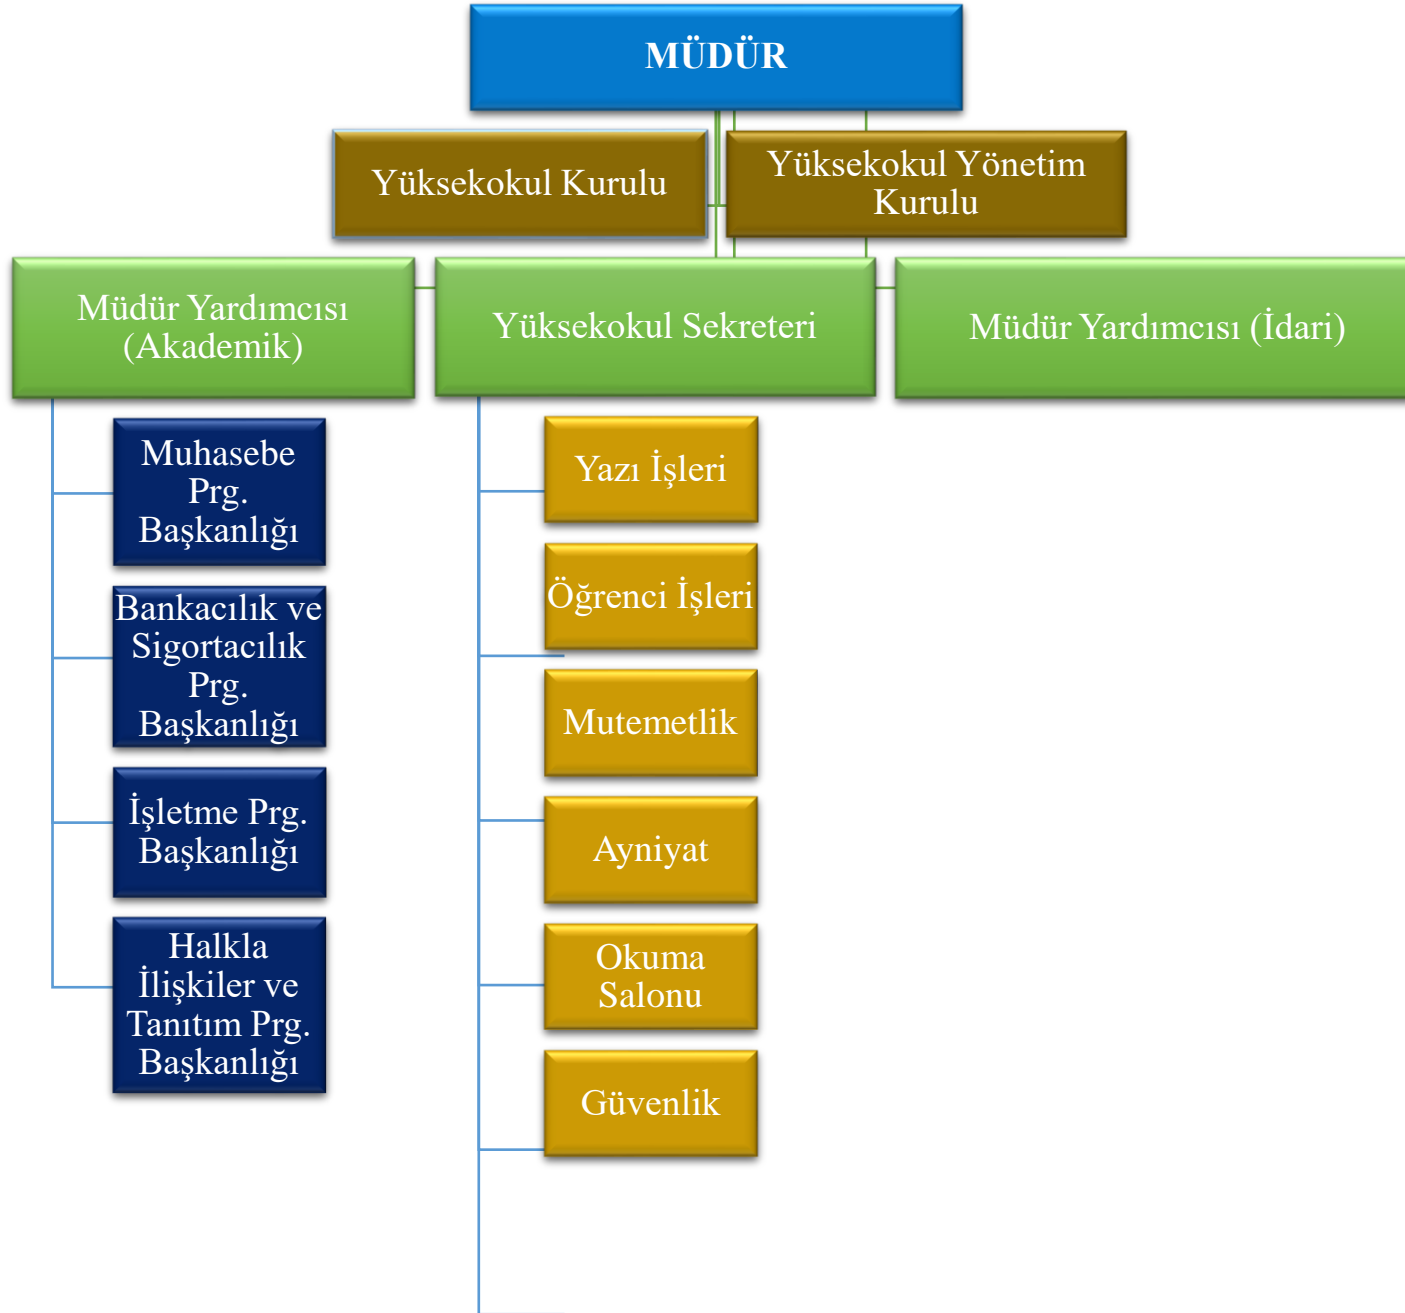 MÜDÜR
Yüksekokul Kurulu
Yüksekokul Yönetim
Kurulu
Müdür Yardımcısı
(Akademik)
Yüksekokul Sekreteri
Müdür Yardımcısı (İdari)
Muhasebe
Prg.
Başkanlığı
Bankacılık ve
Sigortacılık
Prg.
Başkanlığı
İşletme Prg.
Başkanlığı
Halkla
İlişkiler ve
Tanıtım Prg.
Başkanlığı
Yazı İşleri
Öğrenci İşleri
Mutemetlik
Ayniyat
Okuma
Salonu
Güvenlik